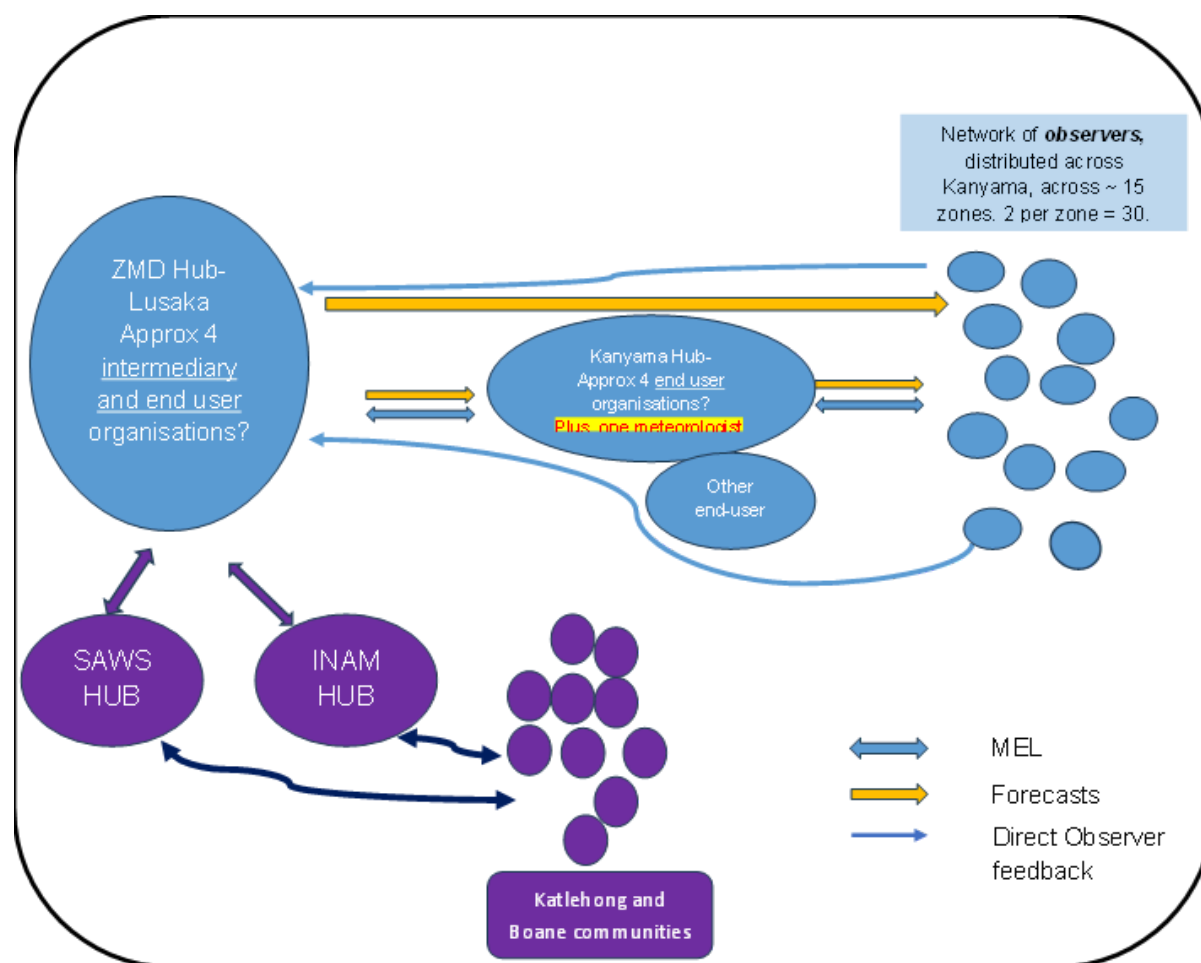 Network of observers,
distributed across
Kanyama, across ~ 15
zones. 2 per zone = 30.
ZMD Hub-
Lusaka
Approx 4
intermediary
and end user
organisations?
Kanyama Hub-
Approx 4 end user
organisations?
Plus, one meteorologist
Other
end-user
SAWS
HUB
INAM
HUB
MEL
Forecasts
Direct Observer
feedback
Katlehong and
Boane communities